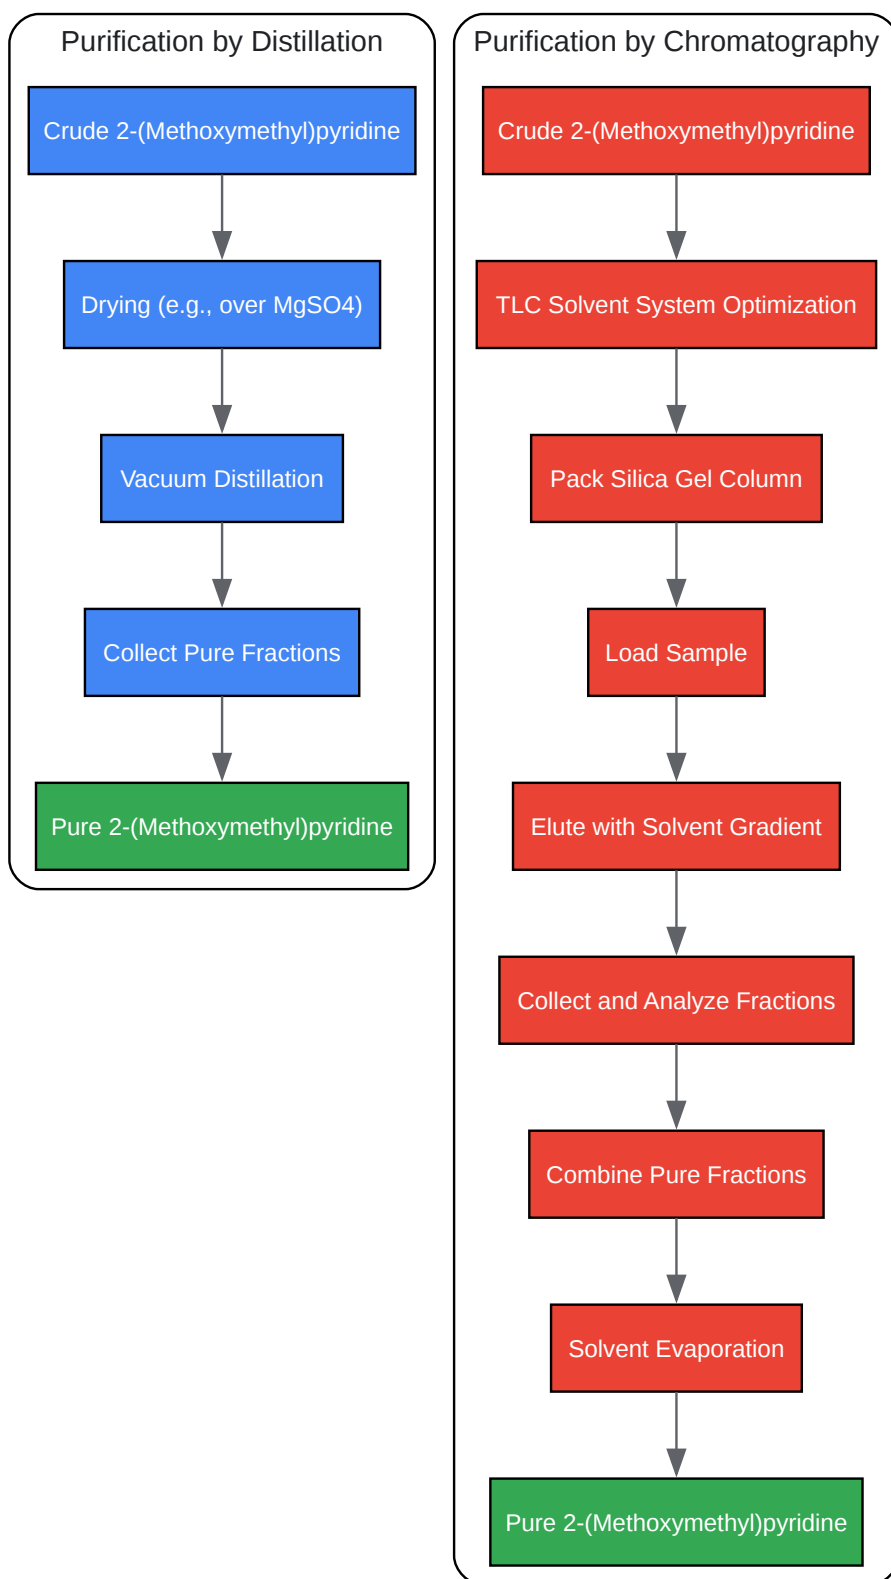 Purification by Distillation
Crude 2-(Methoxymethyl)pyridine
Drying (e.g., over MgSO4)
Vacuum Distillation
Collect Pure Fractions
Pure 2-(Methoxymethyl)pyridine
Purification by Chromatography
Crude 2-(Methoxymethyl)pyridine
TLC Solvent System Optimization
Pack Silica Gel Column
Load Sample
Elute with Solvent Gradient
Collect and Analyze Fractions
Combine Pure Fractions
Solvent Evaporation
Pure 2-(Methoxymethyl)pyridine